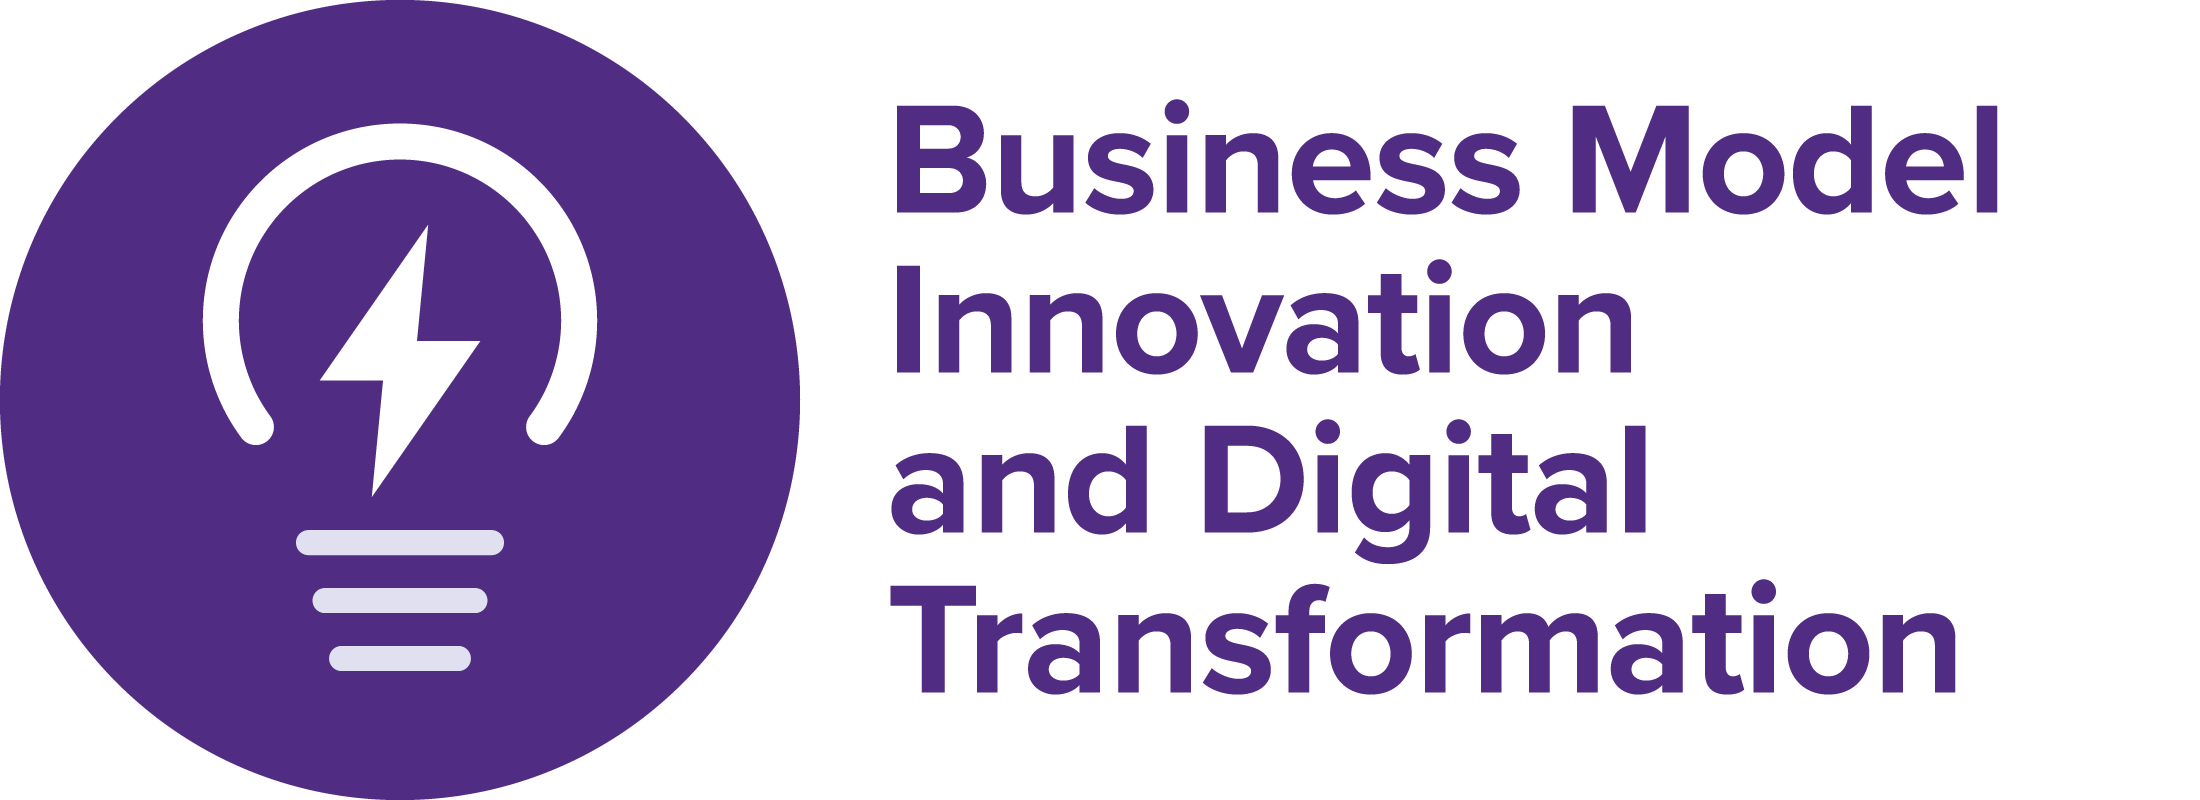 Business Model
Innovation
and Digital
Transformation